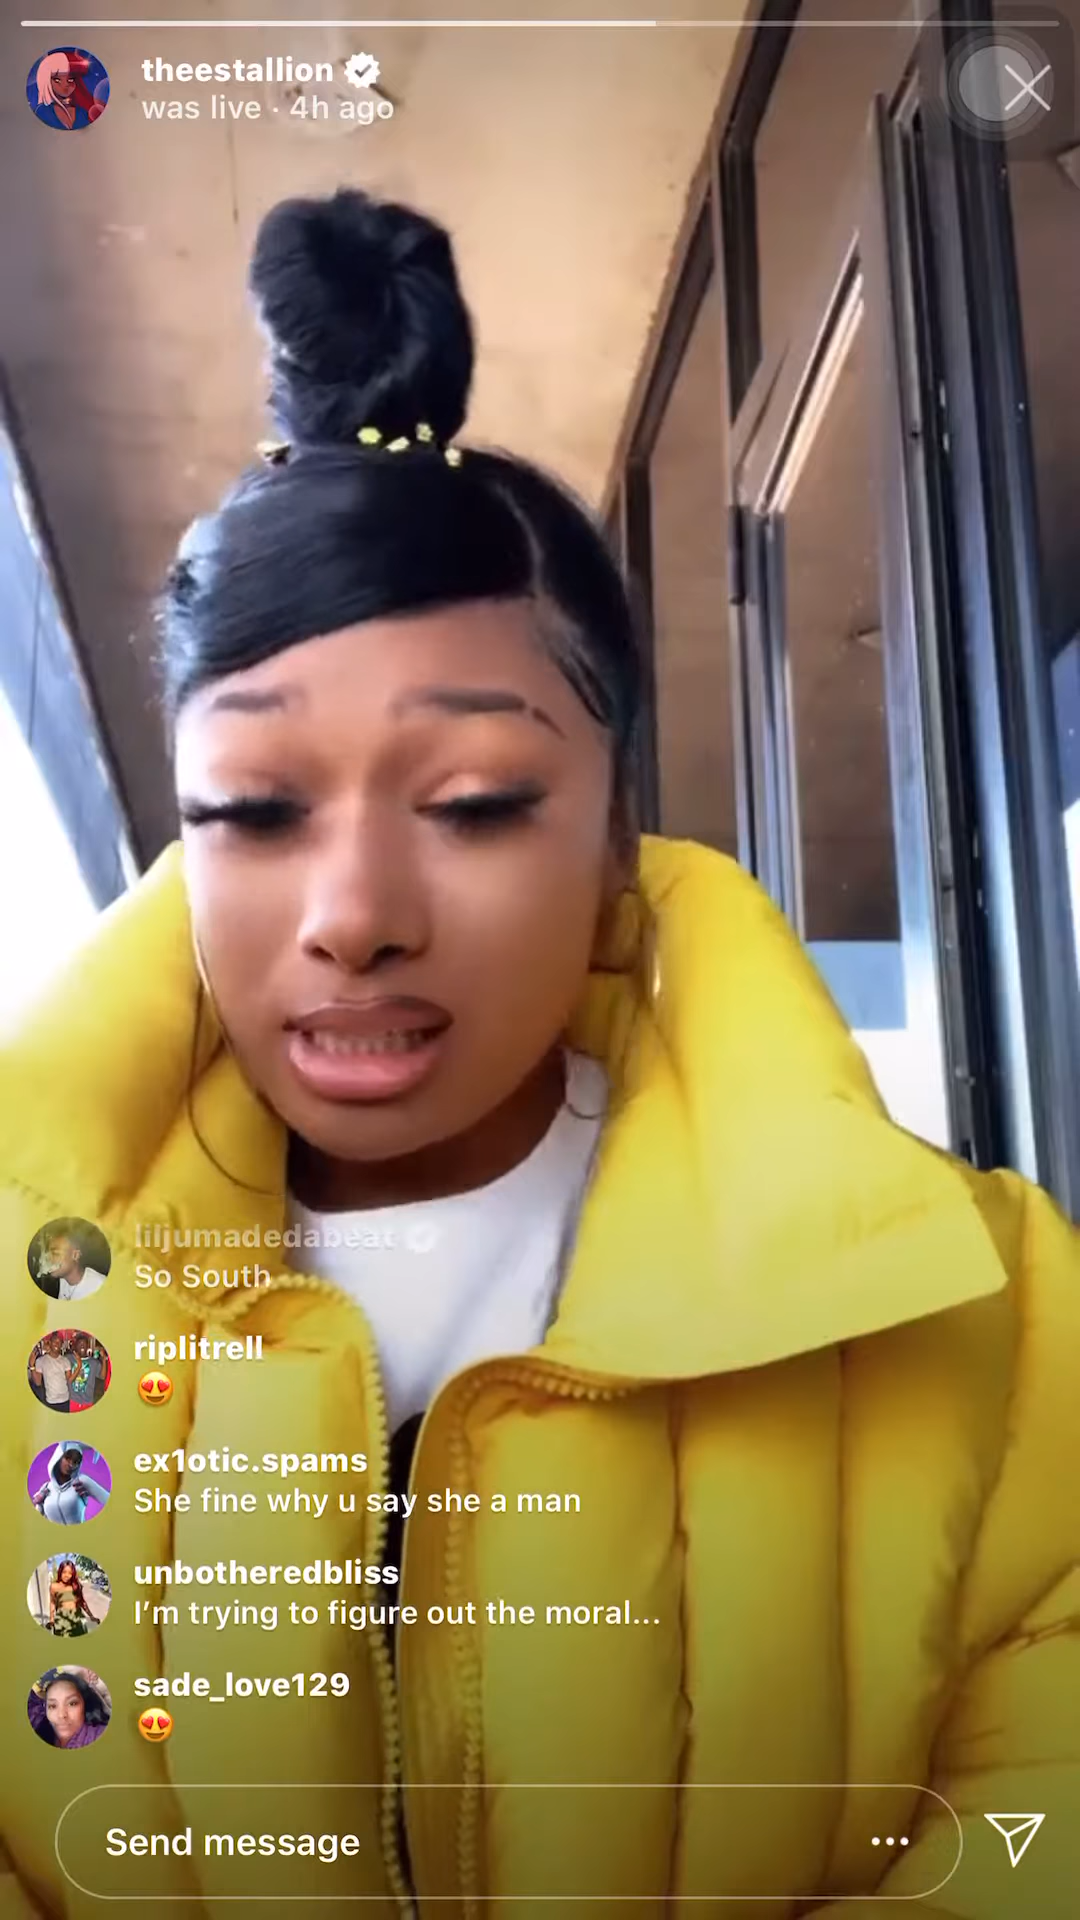 theestallion
was live · 4h ago
liljumadedabeat
So South
riplitrell
😍
ex1otic.spams
She fine why u say she a man
unbotheredbliss
I'm trying to figure out the moral...
sade_love129
😍
Send message